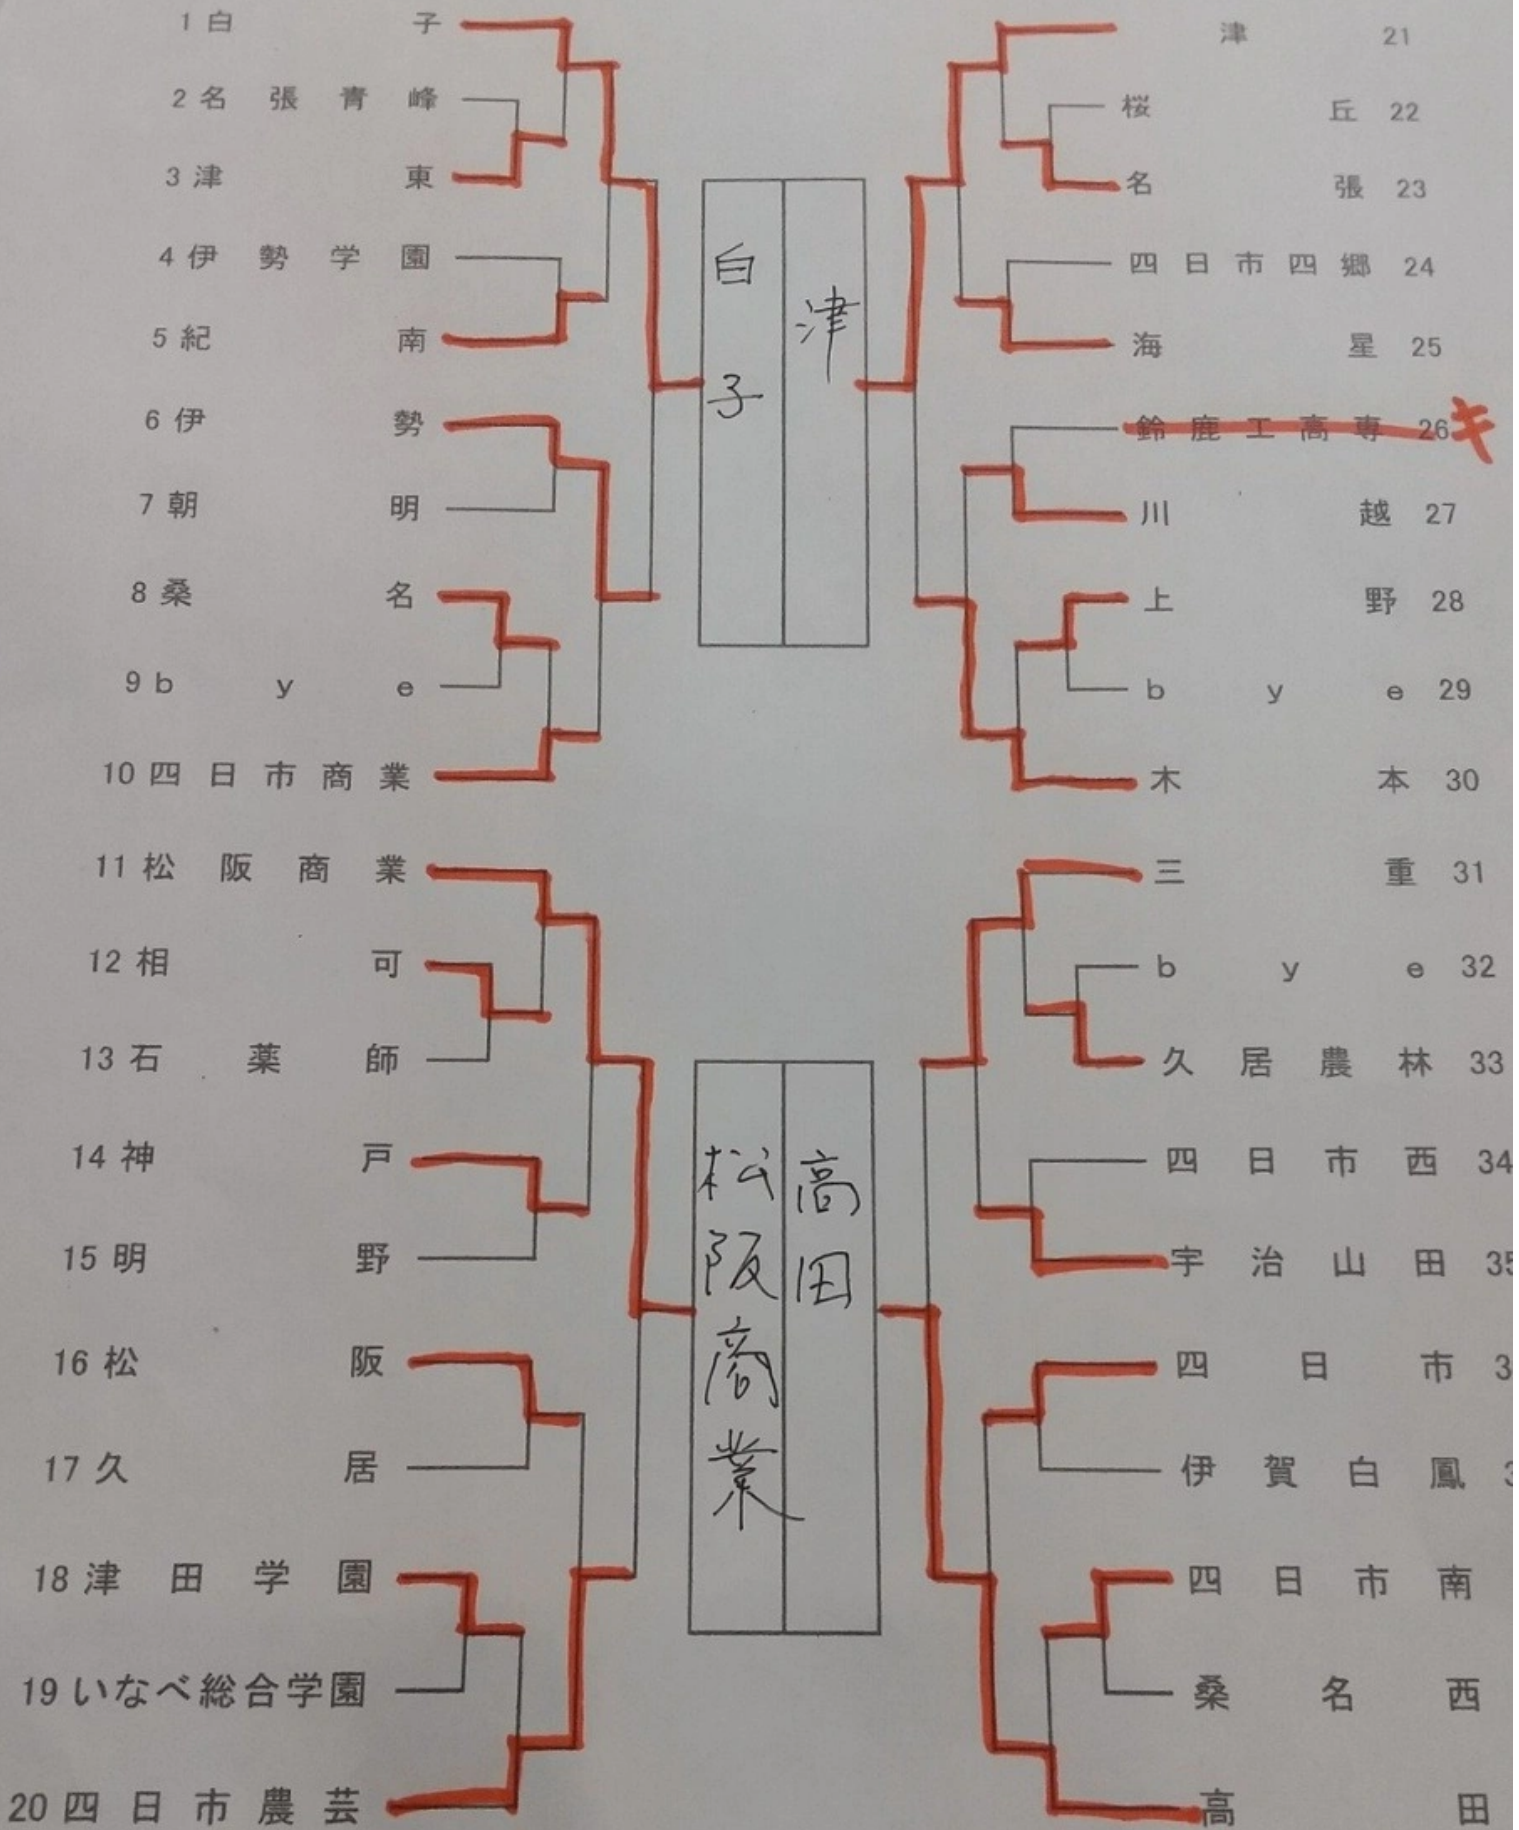 1 白子
2 名張青峰
3 津東
4 伊勢学園
5 紀南
6 伊勢
7 朝明
8 桑名
9 bye
10 四日市商業
11 松阪商業
12 相可
13 石薬師
14 神戸
15 明野
16 松阪
17 久居
18 津田学園
19 いなべ総合学園
20 四日市農芸
白子
津
松阪商業
高田
津 21
桜丘 22
名張 23
四日市四郷 24
海星 25
鈴鹿工高専 26 キ
川越 27
上野 28
bye 29
木本 30
三重 31
bye 32
久居農林 33
四日市西 34
宇治山田 35
四日市 3
伊賀白鳳 3
四日市南
桑名西
高田